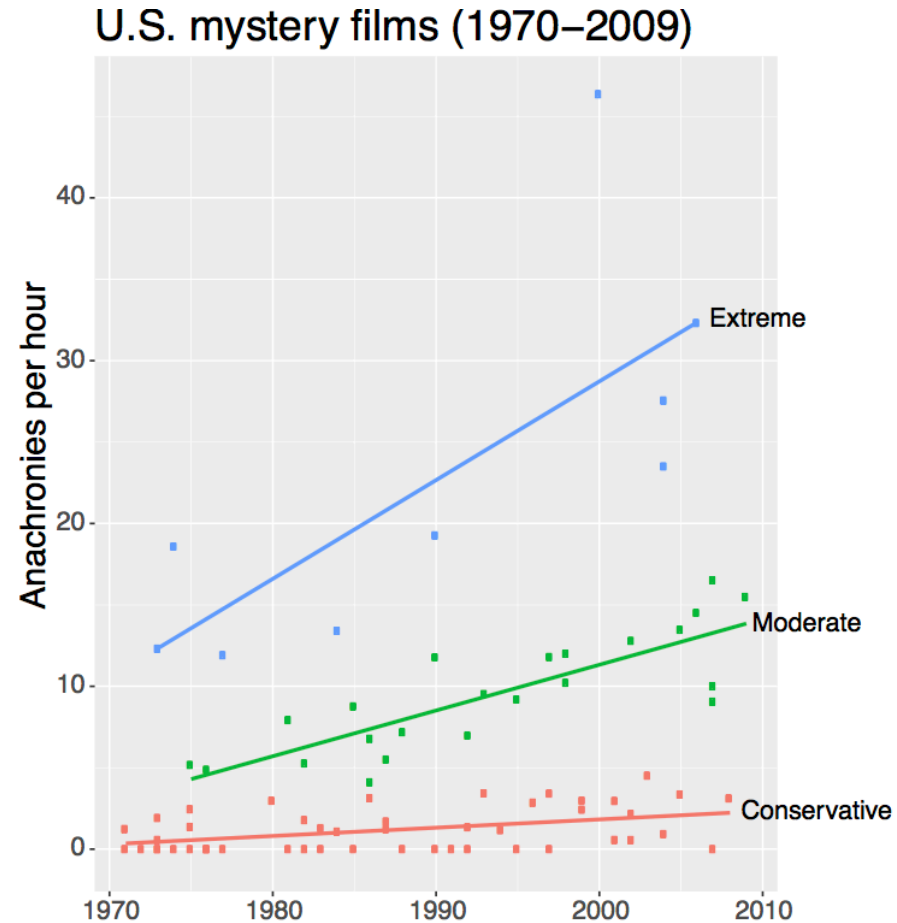 U.S. mystery films (1970–2009)
Anachronies per hour
40
30
20
10
0
Extreme
Moderate
Conservative
1970 1980 1990 2000 2010